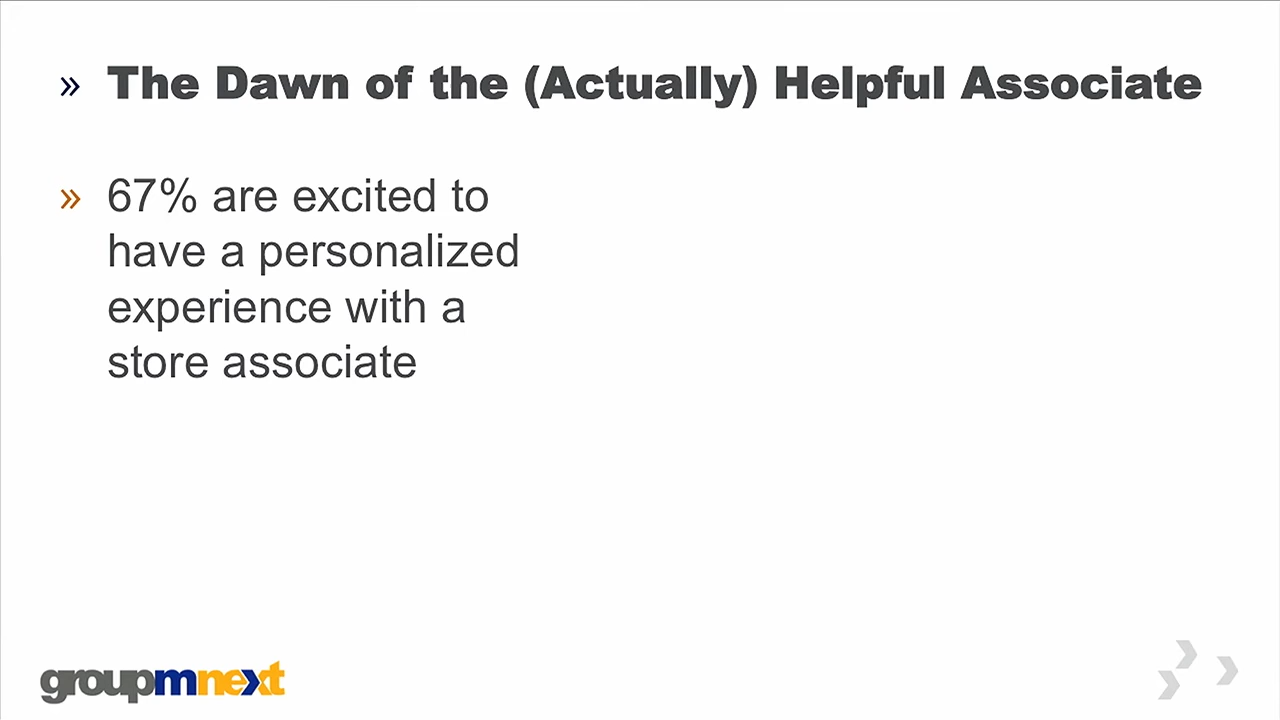 » The Dawn of the (Actually) Helpful Associate
» 67% are excited to
have a personalized
experience with a
store associate
groupmnext